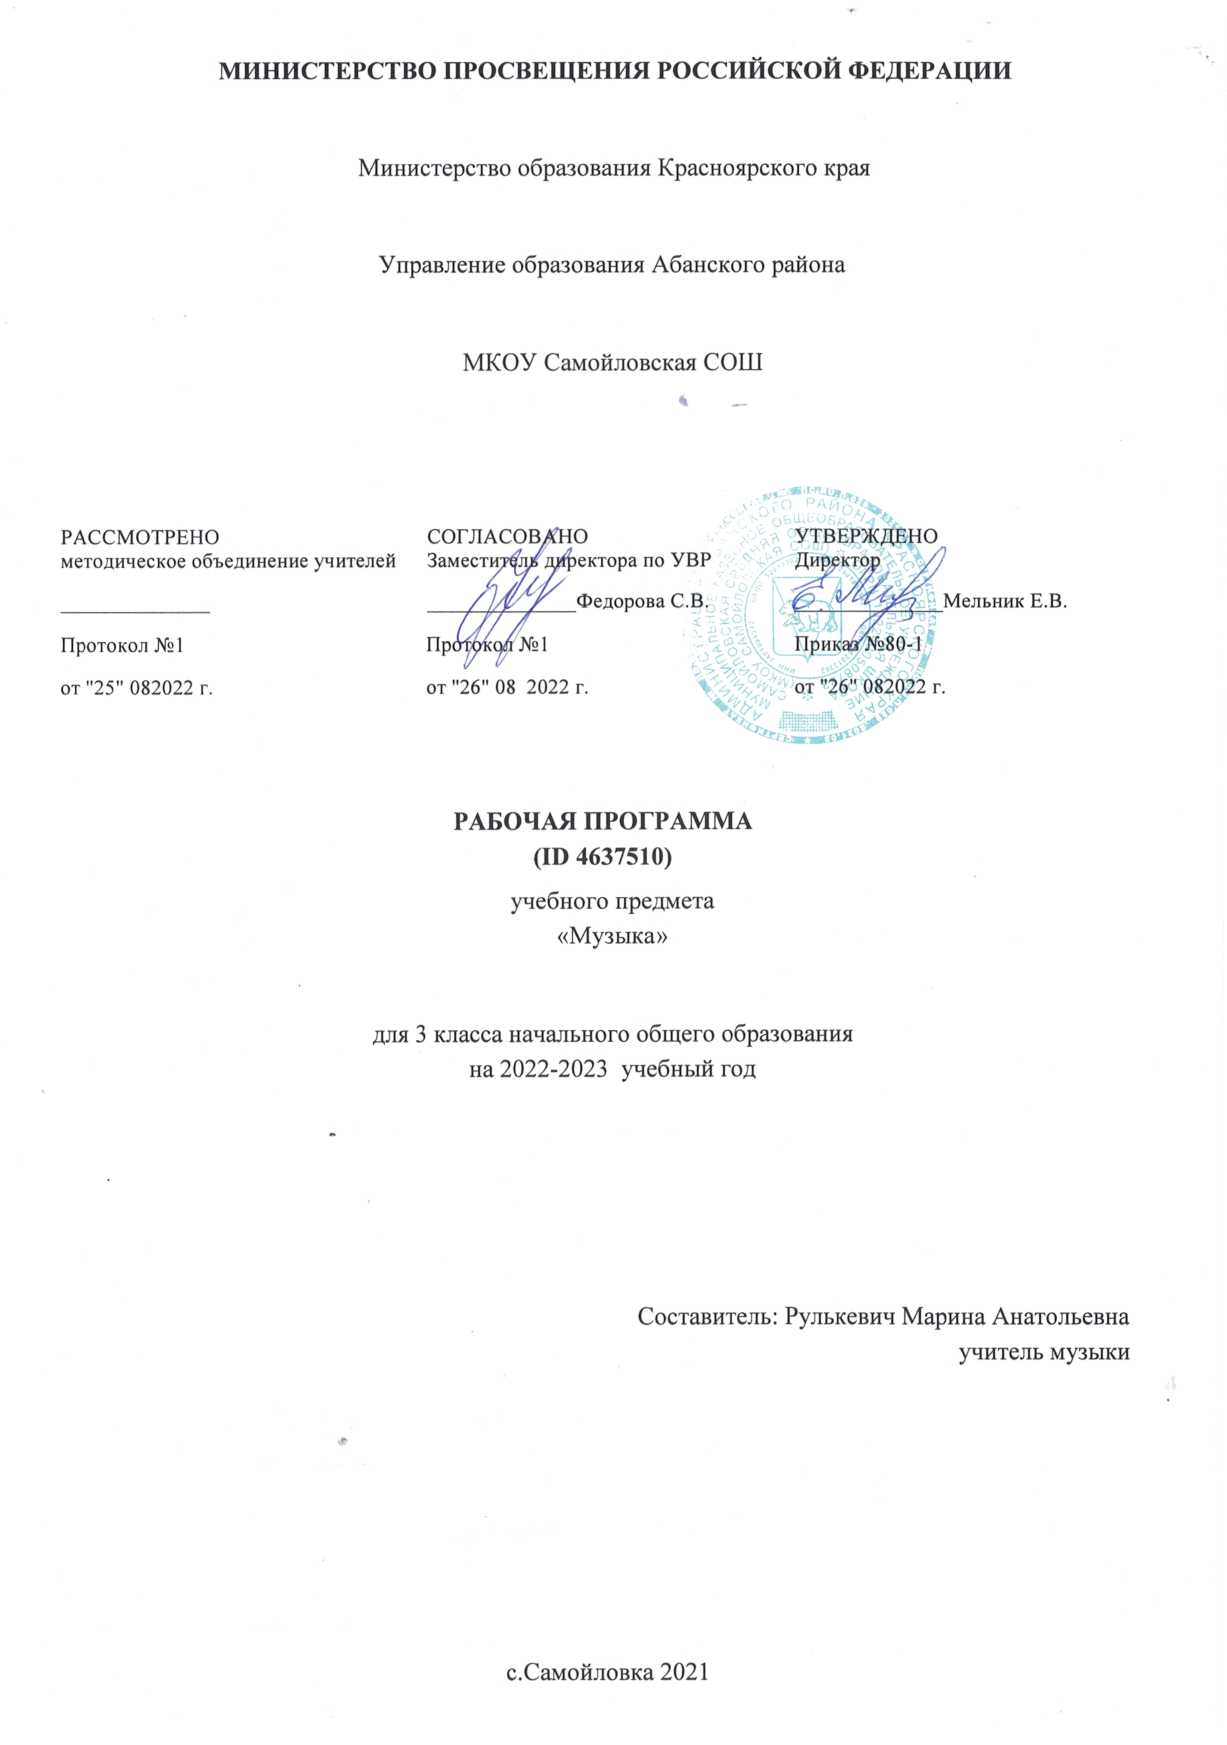 МИНИСТЕРСТВО ПРОСВЕЩЕНИЯ РОССИЙСКОЙ ФЕДЕРАЦИИ
Министерство образования Красноярского края
Управление образования Абанского района
МКОУ Самойловская СОШ
РАССМОТРЕНО
методическое объединение учителей
Протокол №1
от "25" 082022 г.
СОГЛАСОВАНО
Заместитель директора по УВР
Федорова С.В.
Протокол №1
от "26" 08 2022 г.
УТВЕРЖДЕНО
Директор
Мельник Е.В.
Приказ №80-1
от "26" 082022 г.
РАБОЧАЯ ПРОГРАММА
(ID 4637510)
учебного предмета
«Музыка»
для 3 класса начального общего образования
на 2022-2023 учебный год
Составитель: Рулькевич Марина Анатольевна
учитель музыки
с.Самойловка 2021